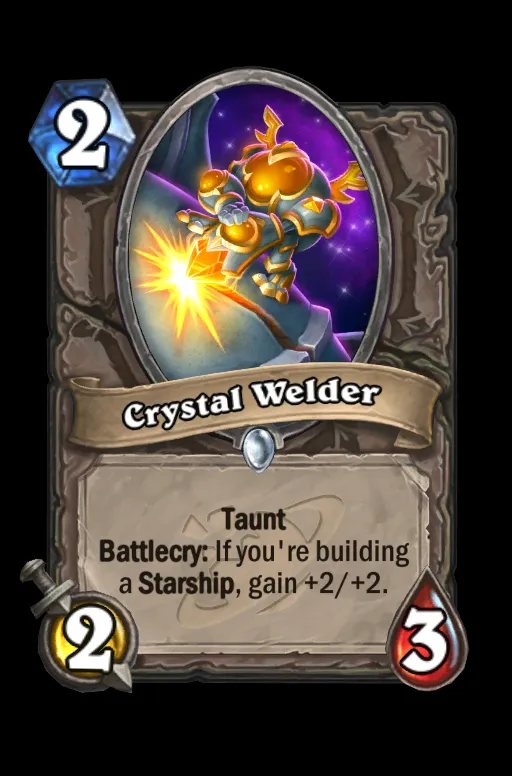 2
Crystal Welder
Taunt
Battlecry: If you're building
a Starship, gain +2/+2.
2
3